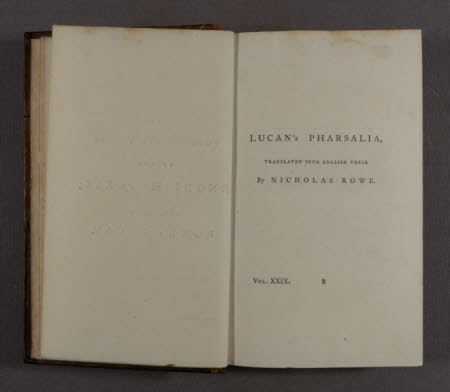 LUCAN's PHARSALIA,
TRANSLATED INTO ENGLISH VERSE
By NICHOLAS ROWE.
VOL. XXIX. B